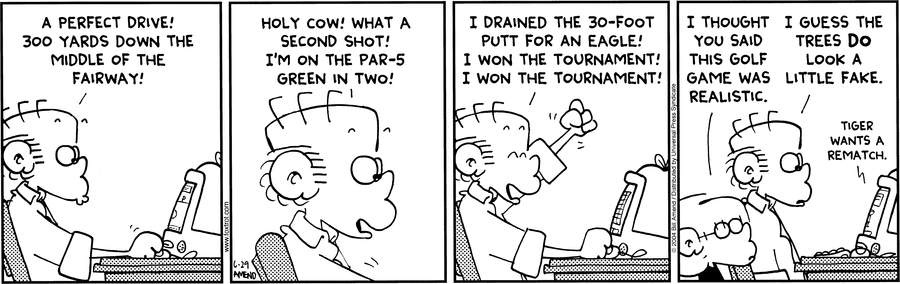 A PERFECT DRIVE!
300 YARDS DOWN THE
MIDDLE OF THE
FAIRWAY!
www.foxtrot.com
HOLY COW! WHAT A
SECOND SHOT!
I'M ON THE PAR-5
GREEN IN TWO!
6-29
AMEND
I DRAINED THE 30-FOOT
PUTT FOR AN EAGLE!
I WON THE TOURNAMENT!
I WON THE TOURNAMENT!
© 2004 Bill Amend / Distributed by Universal Press Syndicate
I THOUGHT
YOU SAID
THIS GOLF
GAME WAS
REALISTIC.
I GUESS THE
TREES DO
LOOK A
LITTLE FAKE.
TIGER
WANTS A
REMATCH.